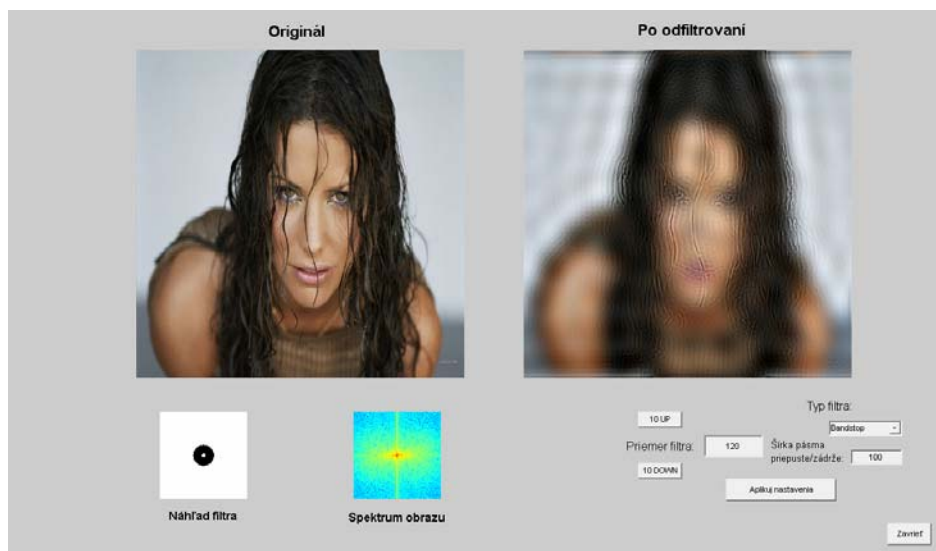 Originál
Po odfiltrovaní
Typ filtra:
10 UP
Bandstop
Priemer filtra:
120
Šírka pásma
priepuste/zádrže:
100
10 DOWN
Aplikuj nastavenia
Náhľad filtra
Spektrum obrazu
Zavrieť